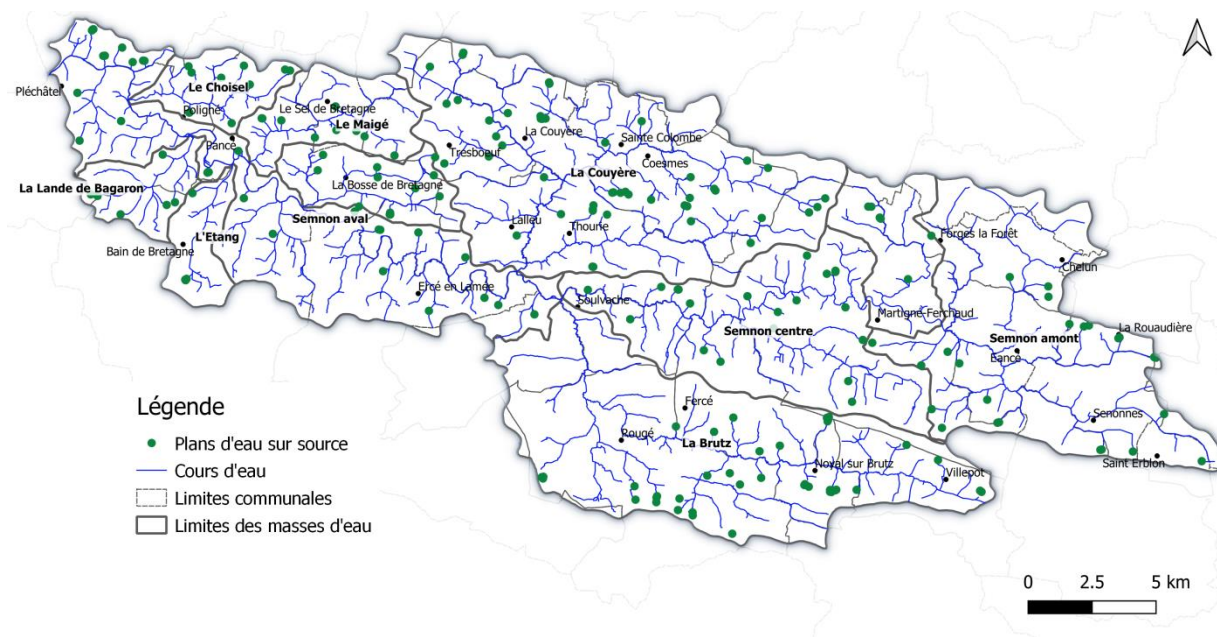 Pléchâtel
Le Choisel
Poligné
Le Sel de Bretagne
Le Maigé
Pancé
La Couyère
Sainte Colombe
Tresbœuf
Coesmes
La Couyère
La Lande de Bagaron
La Bosse de Bretagne
Semnon aval
L'Etang
Bain de Bretagne
Lalleu
Thourie
Forges la Forêt
Chelun
Ercé en Lamée
Soulvache
Martigné-Ferchaud
Semnon centre
La Rouaudière
Semnon amont
Eancé
Fercé
Senonnes
Rougé
La Brutz
Noyal sur Brutz
Villepot
Saint Erblon
Légende
Plans d'eau sur source
Cours d'eau
Limites communales
Limites des masses d'eau
0 2.5 5 km